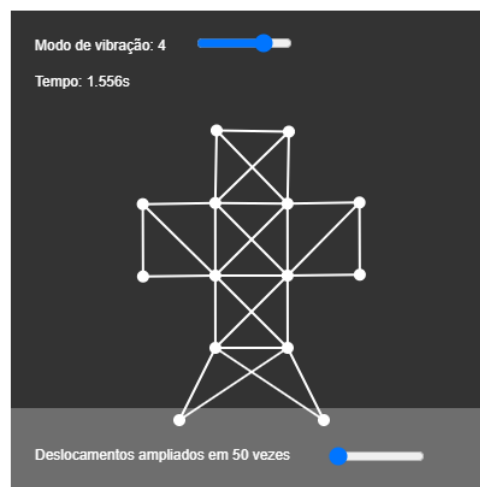 Modo de vibração: 4
Tempo: 1.556s
Deslocamentos ampliados em 50 vezes